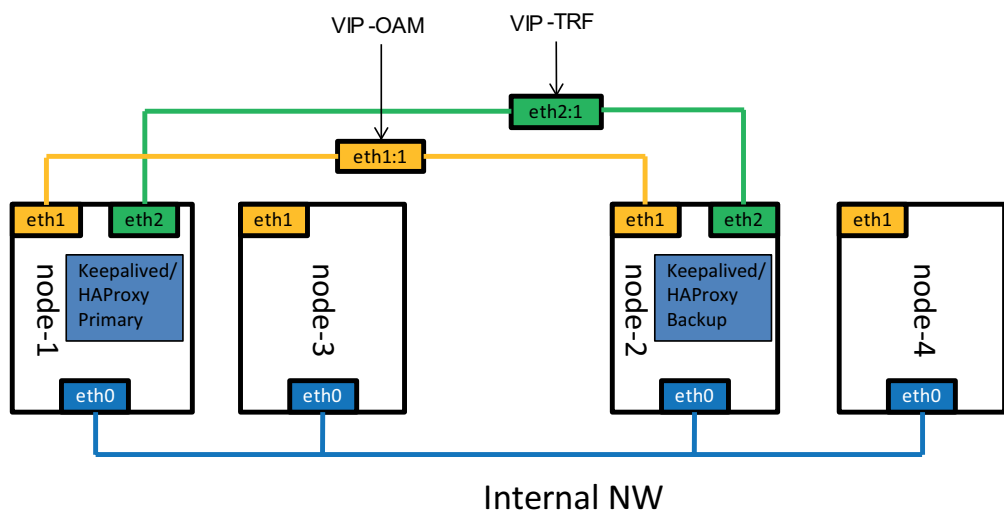 VIP-OAM
VIP-TRF
eth2:1
eth1:1
eth1
eth2
eth1
eth1
eth2
eth1
node-1
Keepalived/
HAProxy
Primary
node-3
node-2
Keepalived/
HAProxy
Backup
node-4
eth0
eth0
eth0
eth0
Internal NW